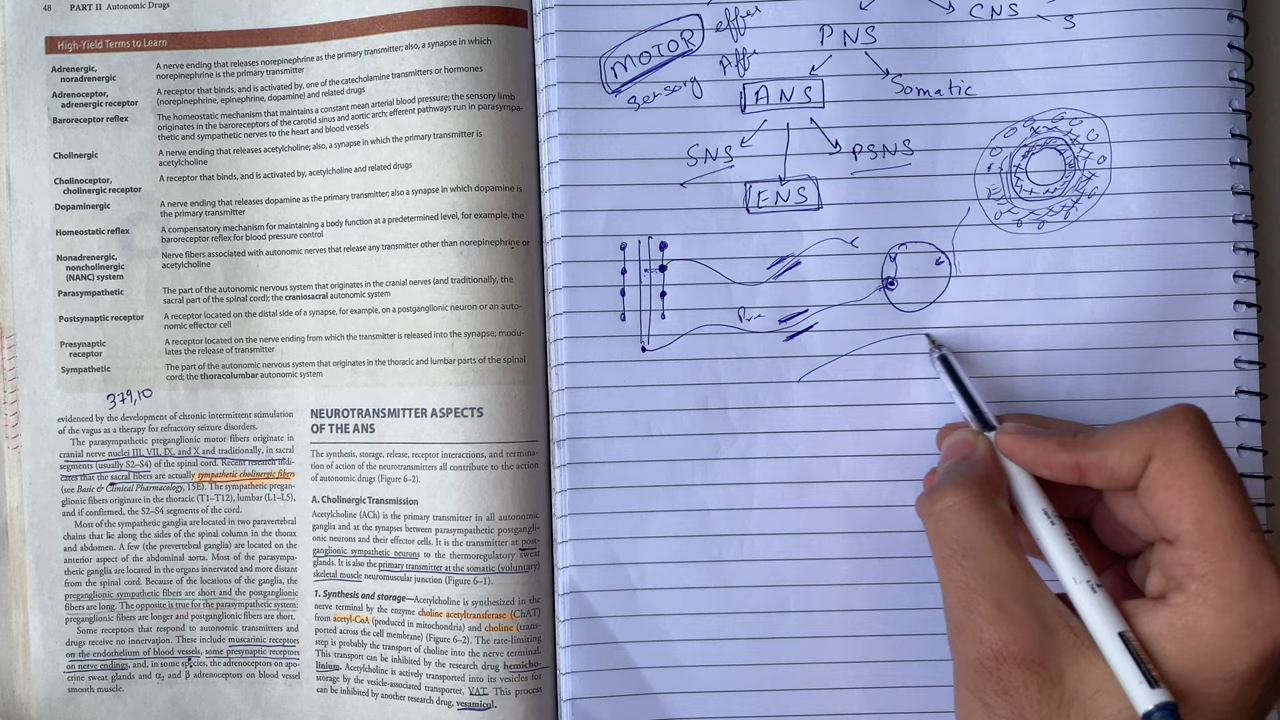 48 PART II Autonomic Drugs
High-Yield Terms to Learn
Adrenergic, noradrenergic
A nerve ending that releases norepinephrine as the primary transmitter; also, a synapse in which
norepinephrine is the primary transmitter
Adrenoceptor, adrenergic receptor
A receptor that binds, and is activated by, one of the catecholamine transmitters or hormones
(norepinephrine, epinephrine, dopamine) and related drugs
Baroreceptor reflex
The homeostatic mechanism that maintains a constant mean arterial blood pressure; the sensory limb
originates in the baroreceptors of the carotid sinus and aortic arch; efferent pathways run in parasympa-
thetic and sympathetic nerves to the heart and blood vessels
Cholinergic
A nerve ending that releases acetylcholine; also, a synapse in which the primary transmitter is
acetylcholine
Cholinoceptor, cholinergic receptor
A receptor that binds, and is activated by, acetylcholine and related drugs
Dopaminergic
A nerve ending that releases dopamine as the primary transmitter; also a synapse in which dopamine is
the primary transmitter
Homeostatic reflex
A compensatory mechanism for maintaining a body function at a predetermined level, for example, the
baroreceptor reflex for blood pressure control
Nonadrenergic, noncholinergic (NANC) system
Nerve fibers associated with autonomic nerves that release any transmitter other than norepinephrine or
acetylcholine
Parasympathetic
The part of the autonomic nervous system that originates in the cranial nerves (and traditionally, the
sacral part of the spinal cord); the craniosacral autonomic system
Postsynaptic receptor
A receptor located on the distal side of a synapse, for example, on a postganglionic neuron or an auto-
nomic effector cell
Presynaptic receptor
A receptor located on the nerve ending from which the transmitter is released into the synapse; modu-
lates the release of transmitter
Sympathetic
The part of the autonomic nervous system that originates in the thoracic and lumbar parts of the spinal
cord; the thoracolumbar autonomic system
379,10
evidenced by the development of chronic intermittent stimulation
of the vagus as a therapy for refractory seizure disorders.
The parasympathetic preganglionic motor fibers originate in
cranial nerve nuclei III, VII, IX, and X and traditionally, in sacral
segments (usually S2–S4) of the spinal cord. Recent research indi-
cates that the sacral fibers are actually sympathetic cholinergic fibers
(see Basic & Clinical Pharmacology, 15E). The sympathetic pregan-
glionic fibers originate in the thoracic (T1–T12), lumbar (L1–L5),
and if confirmed, the S2–S4 segments of the cord.
Most of the sympathetic ganglia are located in two paravertebral
chains that lie along the sides of the spinal column in the thorax
and abdomen. A few (the prevertebral ganglia) are located on the
anterior aspect of the abdominal aorta. Most of the parasympa-
thetic ganglia are located in the organs innervated and more distant
from the spinal cord. Because of the locations of the ganglia, the
preganglionic sympathetic fibers are short and the postganglionic
fibers are long. The opposite is true for the parasympathetic system:
preganglionic fibers are longer and postganglionic fibers are short.
Some receptors that respond to autonomic transmitters and
drugs receive no innervation. These include muscarinic receptors
on the endothelium of blood vessels, some presynaptic receptors
on nerve endings, and, in some species, the adrenoceptors on apo-
crine sweat glands and α2 and β adrenoceptors on blood vessel
smooth muscle.
NEUROTRANSMITTER ASPECTS
OF THE ANS
The synthesis, storage, release, receptor interactions, and termina-
tion of action of the neurotransmitters all contribute to the action
of autonomic drugs (Figure 6–2).
A. Cholinergic Transmission
Acetylcholine (ACh) is the primary transmitter in all autonomic
ganglia and at the synapses between parasympathetic postgangli-
onic neurons and their effector cells. It is the transmitter at post-
ganglionic sympathetic neurons to the thermoregulatory sweat
glands. It is also the primary transmitter at the somatic (voluntary)
skeletal muscle neuromuscular junction (Figure 6–1).
1. Synthesis and storage—Acetylcholine is synthesized in the
nerve terminal by the enzyme choline acetyltransferase (ChAT)
from acetyl-CoA (produced in mitochondria) and choline (trans-
ported across the cell membrane) (Figure 6–2). The rate-limiting
step is probably the transport of choline into the nerve terminal.
This transport can be inhibited by the research drug hemicho-
linium. Acetylcholine is actively transported into its vesicles for
storage by the vesicle-associated transporter, VAT. This process
can be inhibited by another research drug, vesamicol.
CNS S
MOTOR effer PNS
Sensory Aff
ANS Somatic
SNS PSNS
ENS